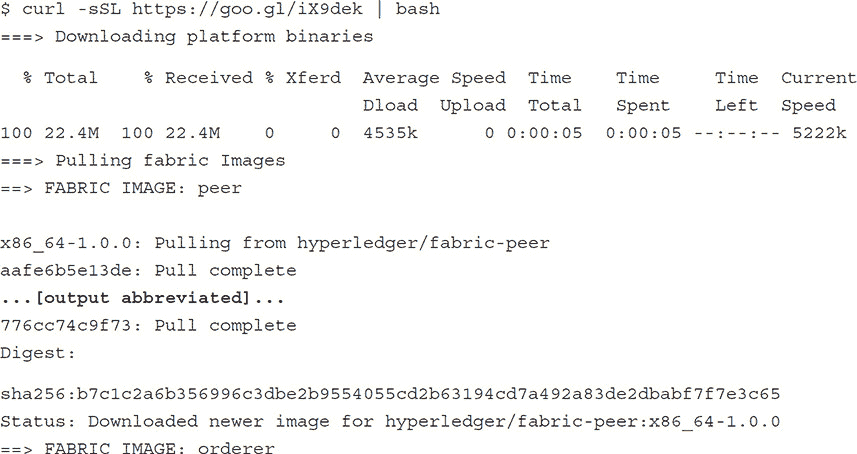 $ curl -sSL https://goo.gl/iX9dek | bash
===> Downloading platform binaries
% Total % Received % Xferd Average Speed Time Time Time Current
Dload Upload Total Spent Left Speed
100 22.4M 100 22.4M 0 0 4535k 0 0:00:05 0:00:05 --:--:-- 5222k
===> Pulling fabric Images
==> FABRIC IMAGE: peer
x86_64-1.0.0: Pulling from hyperledger/fabric-peer
aafe6b5e13de: Pull complete
...[output abbreviated]...
776cc74c9f73: Pull complete
Digest:
sha256:b7c1c2a6b356996c3dbe2b9554055cd2b63194cd7a492a83de2dbabf7f7e3c65
Status: Downloaded newer image for hyperledger/fabric-peer:x86_64-1.0.0
==> FABRIC IMAGE: orderer